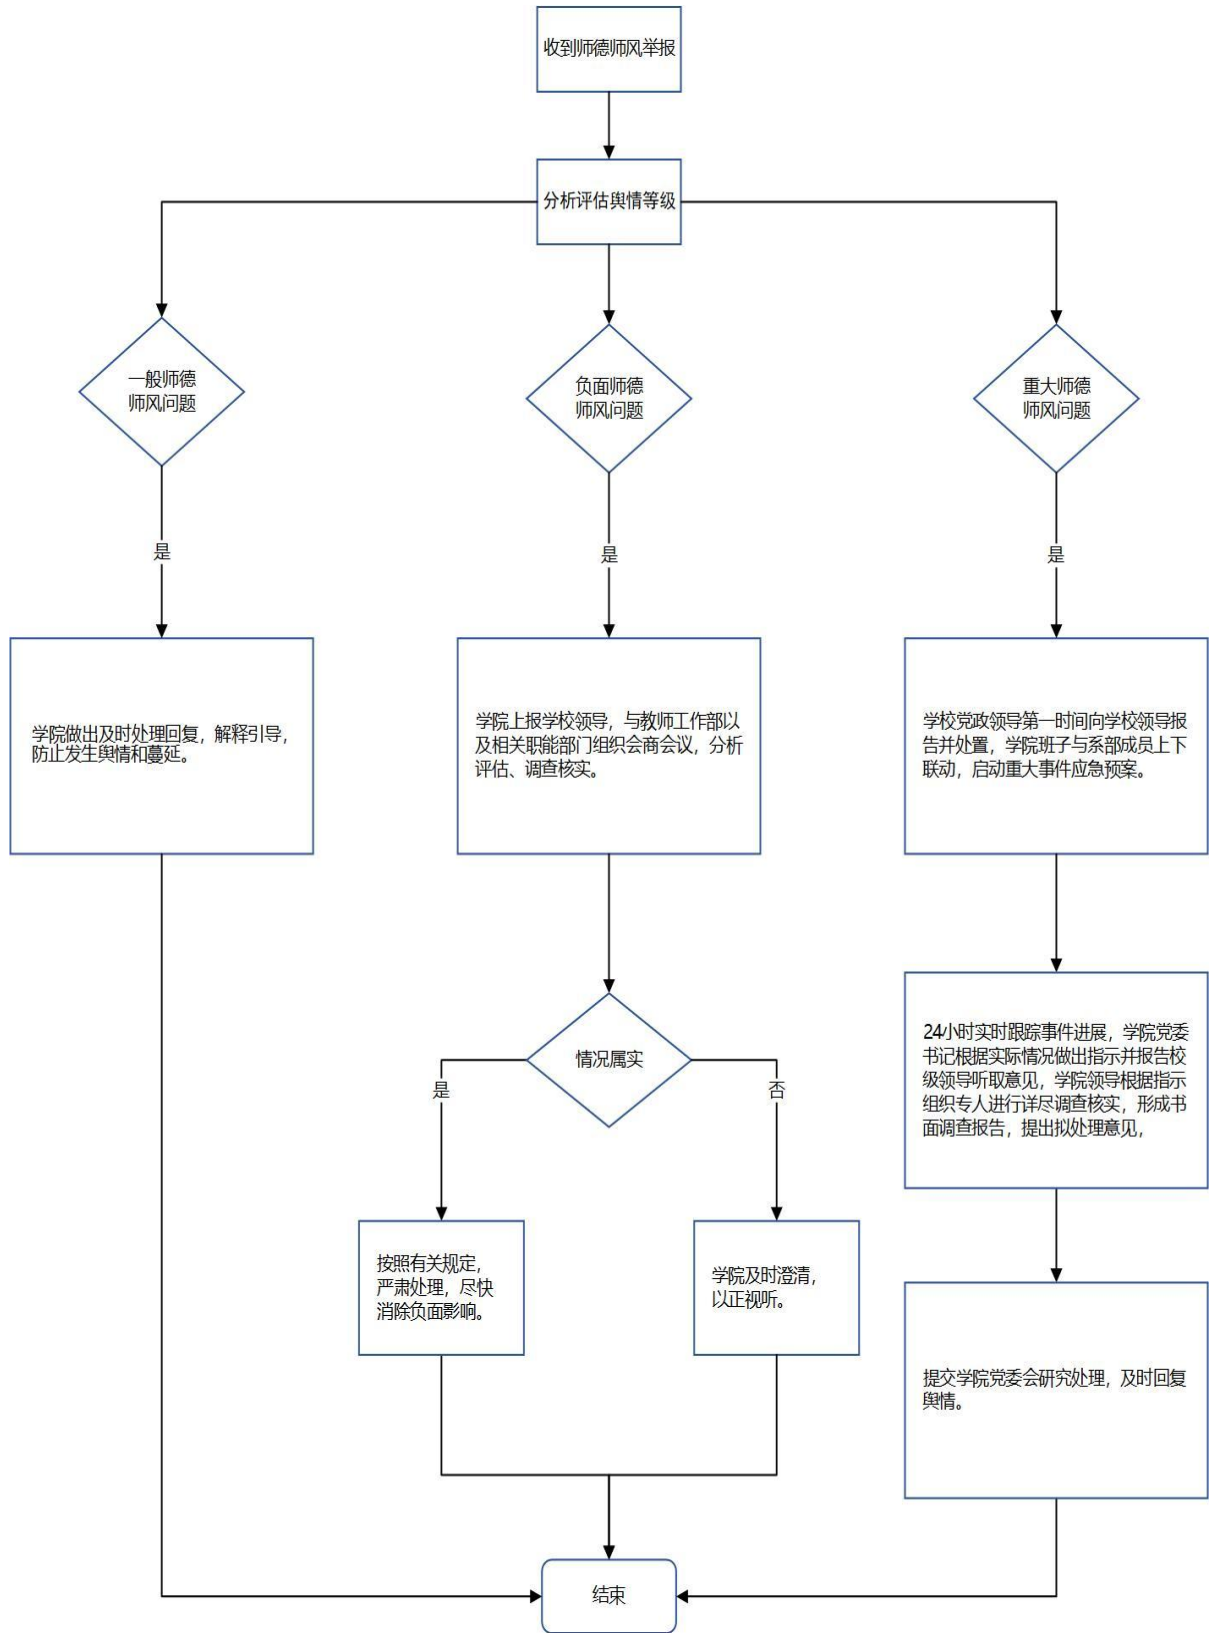 收到师德师风举报
分析评估舆情等级
一般师德
师风问题
负面师德
师风问题
重大师德
师风问题
是
是
是
学院做出及时处理回复，解释引导，
防止发生舆情和蔓延。
学院上报学校领导，与教师工作部以
及相关职能部门组织会商会议，分析
评估、调查核实。
学校党政领导第一时间向学校领导报
告并处置，学院班子与系部成员上下
联动，启动重大事件应急预案。
情况属实
是
否
24小时实时跟踪事件进展，学院党委
书记根据实际情况做出指示并报告校
级领导听取意见，学院领导根据指示
组织专人进行详尽调查核实，形成书
面调查报告，提出拟处理意见，
按照有关规定，
严肃处理，尽快
消除负面影响。
学院及时澄清，
以正视听。
提交学院党委会研究处理，及时回复
舆情。
结束